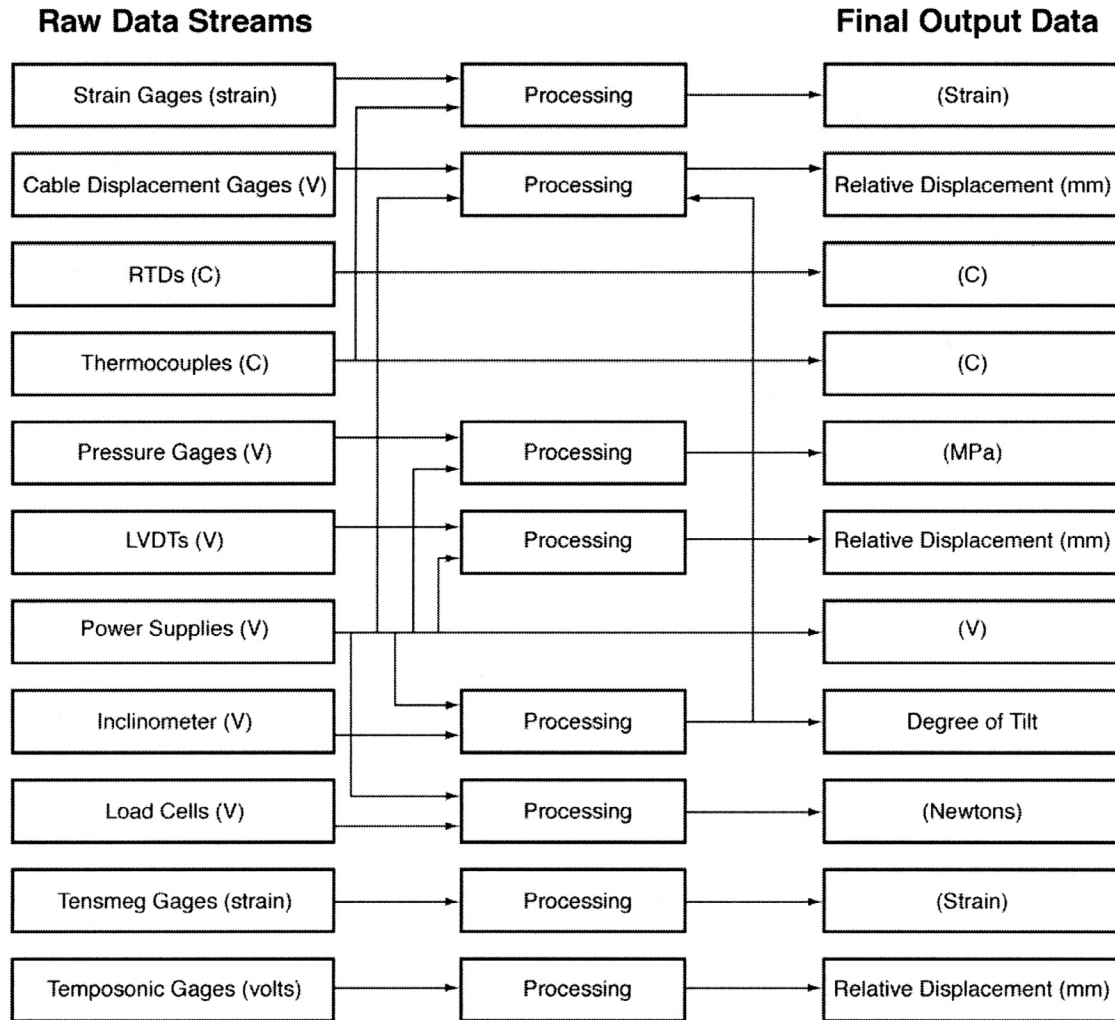 Raw Data Streams
Final Output Data
Strain Gages (strain)
Processing
(Strain)
Cable Displacement Gages (V)
Processing
Relative Displacement (mm)
RTDs (C)
(C)
Thermocouples (C)
(C)
Pressure Gages (V)
Processing
(MPa)
LVDTs (V)
Processing
Relative Displacement (mm)
Power Supplies (V)
(V)
Inclinometer (V)
Processing
Degree of Tilt
Load Cells (V)
Processing
(Newtons)
Tensmeg Gages (strain)
Processing
(Strain)
Temposonic Gages (volts)
Processing
Relative Displacement (mm)